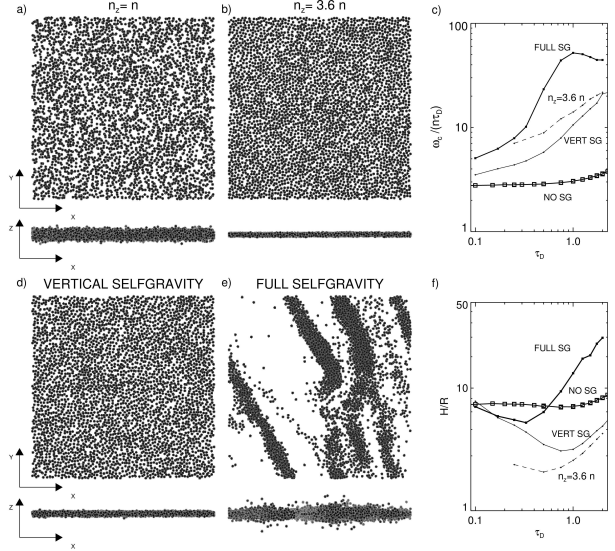 a) n_z= n
Y
X
Z
X
b) n_z= 3.6 n
c)
100
10
1
ω_c /(nτ_D)
FULL SG
n_z=3.6 n
VERT SG
NO SG
0.1 1.0
τ_D
d) VERTICAL SELFGRAVITY
Y
X
Z
X
e) FULL SELFGRAVITY
f)
50
10
1
H/R
FULL SG
NO SG
VERT SG
n_z=3.6 n
0.1 1.0
τ_D